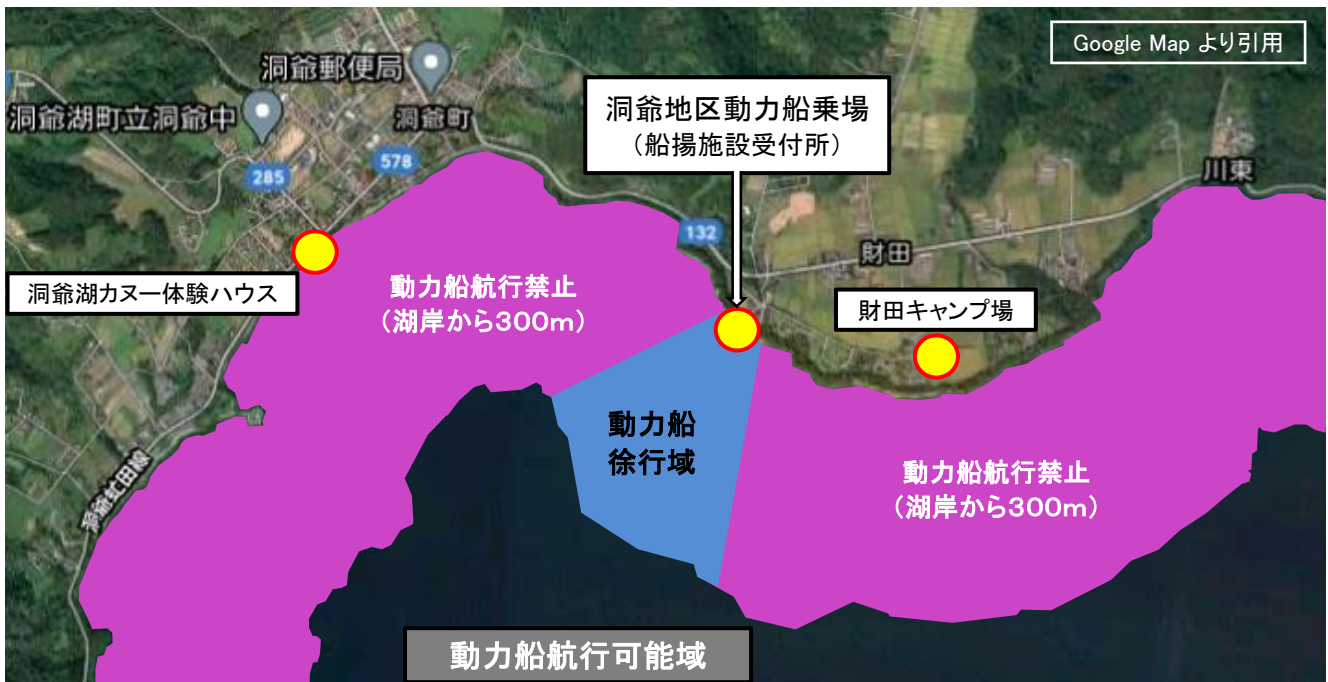 Google Map より引用
洞爺郵便局
洞爺湖町立洞爺中
洞爺町
285
578
洞爺地区動力船乗場
（船揚施設受付所）
132
川東
財田
洞爺湖カヌー体験ハウス
動力船航行禁止
（湖岸から300ｍ）
財田キャンプ場
動力船
徐行域
動力船航行禁止
（湖岸から300ｍ）
洞爺虻田線
動力船航行可能域